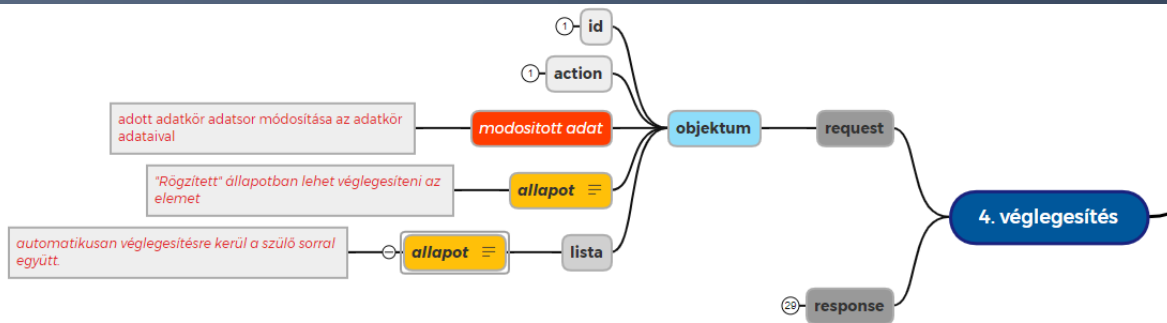 1
id
1
action
adott adatkör adatsor módosítása az adatkör
adataival
modosított adat
objektum
request
"Rögzített" állapotban lehet véglegesíteni az
elemet
allapot
4. véglegesítés
automatikusan véglegesítésre kerül a szülő sorral
együtt.
allapot
lista
29
response